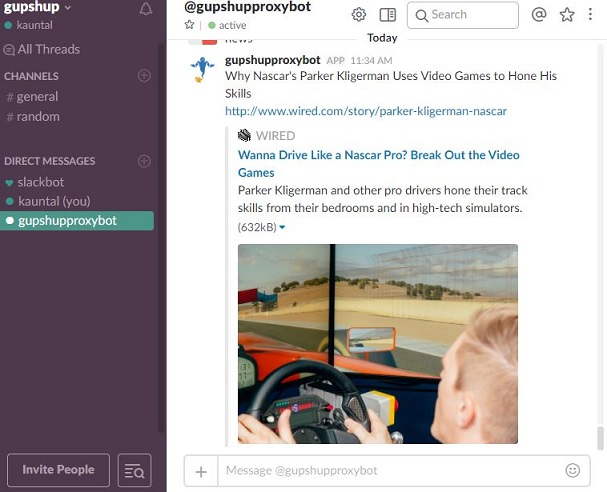 gupshup
kauntal
All Threads
CHANNELS
# general
# random
DIRECT MESSAGES
slackbot
kauntal (you)
gupshupproxybot
Invite People
@gupshupproxybot
active
Search
Today
news
gupshupproxybot APP 11:34 AM
Why Nascar's Parker Kligerman Uses Video Games to Hone His
Skills
http://www.wired.com/story/parker-kligerman-nascar
WIRED
Wanna Drive Like a Nascar Pro? Break Out the Video
Games
Parker Kligerman and other pro drivers hone their track
skills from their bedrooms and in high-tech simulators.
(632kB)
Message @gupshupproxybot